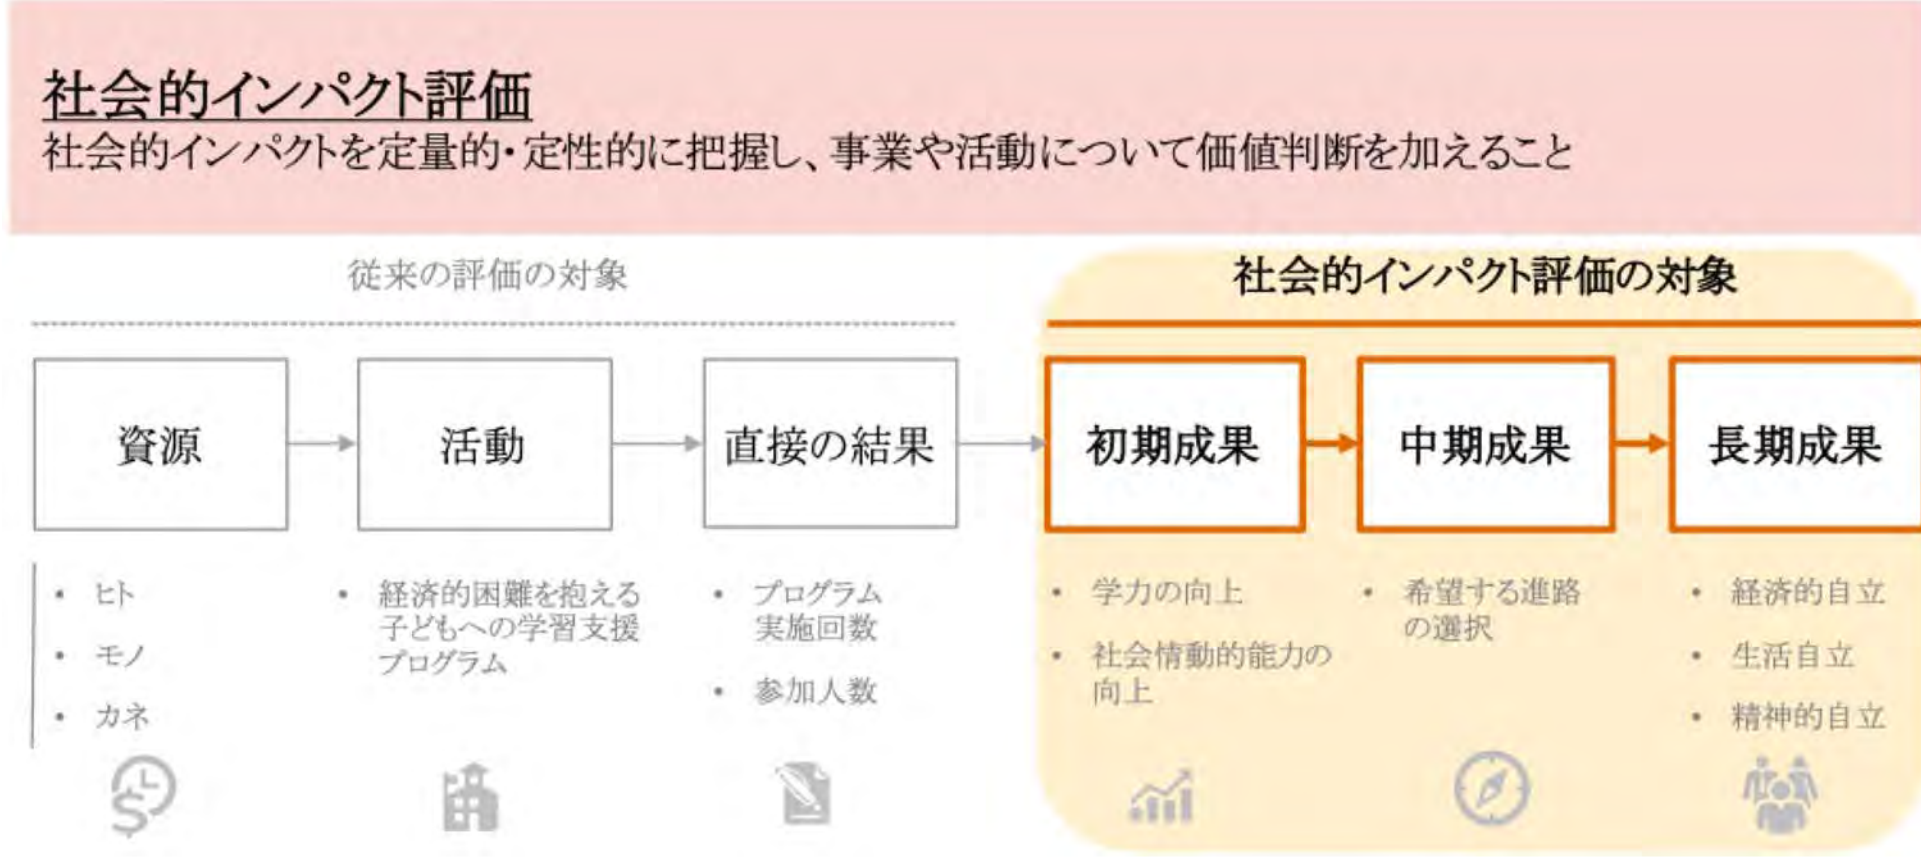 社会的インパクト評価
社会的インパクトを定量的・定性的に把握し、事業や活動について価値判断を加えること
従来の評価の対象
社会的インパクト評価の対象
資源
活動
直接の結果
初期成果
中期成果
長期成果
• ヒト
• モノ
• カネ
• 経済的困難を抱える
子どもへの学習支援
プログラム
• プログラム
実施回数
• 参加人数
• 学力の向上
• 社会情動的能力の
向上
• 希望する進路
の選択
• 経済的自立
• 生活自立
• 精神的自立